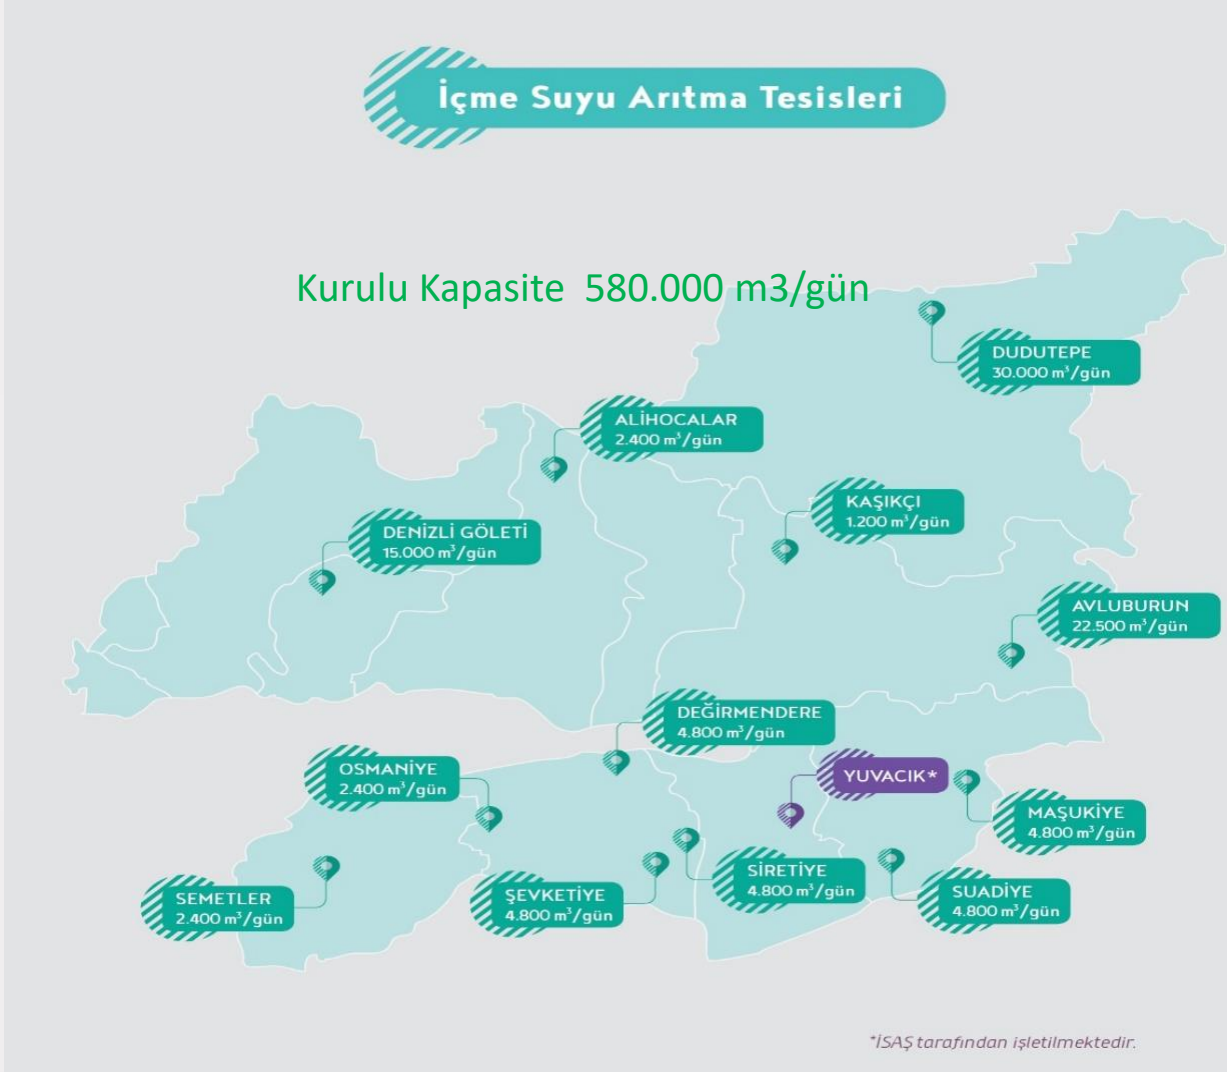 İçme Suyu Arıtma Tesisleri
Kurulu Kapasite 580.000 m3/gün
DUDUTEPE
30.000 m³/gün
ALİHOCALAR
2.400 m³/gün
KAŞIKÇI
1.200 m³/gün
DENİZLİ GÖLETİ
15.000 m³/gün
AVLUBURUN
22.500 m³/gün
DEĞİRMENDERE
4.800 m³/gün
OSMANİYE
2.400 m³/gün
YUVACIK*
MAŞUKİYE
4.800 m³/gün
SİRETİYE
4.800 m³/gün
SUADİYE
4.800 m³/gün
ŞEVKETİYE
4.800 m³/gün
SEMETLER
2.400 m³/gün
*İSAŞ tarafından işletilmektedir.